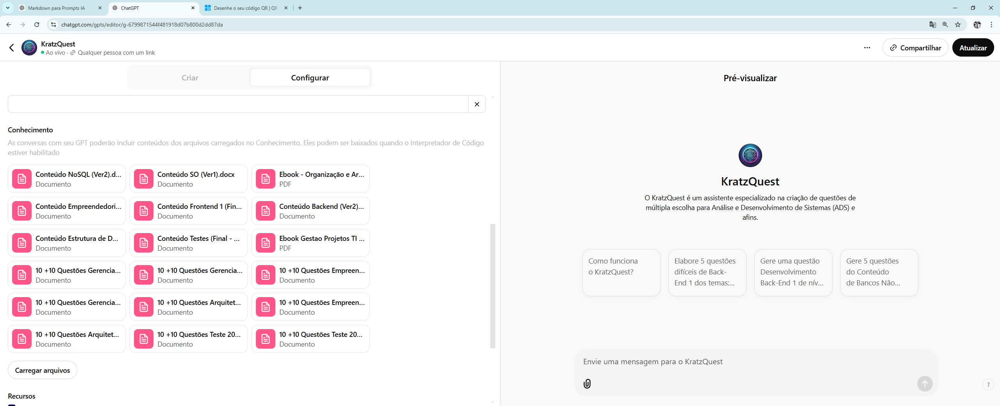 Markdown para Prompts IA
ChatGPT
Desenhe o seu código QR | QR
chatgpt.com/gpts/editor/g-6799871544f481918d07b800d2dd87da
KratzQuest
Ao vivo · Qualquer pessoa com um link
Compartilhar
Atualizar
Criar
Configurar
Pré-visualizar
Conhecimento
As conversas com seu GPT poderão incluir conteúdos dos arquivos carregados no Conhecimento. Eles podem ser baixados quando o Interpretador de Código
estiver habilitado
Conteúdo NoSQL (Ver2).d...
Documento
Conteúdo SO (Ver1).docx
Documento
Ebook - Organização e Ar...
PDF
Conteúdo Empreendedori...
Documento
Conteúdo Frontend 1 (Fin...
Documento
Conteúdo Backend (Ver2)...
Documento
Conteúdo Estrutura de D...
Documento
Conteúdo Testes (Final - ...
Documento
Ebook Gestao Projetos TI ...
PDF
10 +10 Questões Gerencia...
Documento
10 +10 Questões Gerencia...
Documento
10 +10 Questões Empreen...
Documento
10 +10 Questões Gerencia...
Documento
10 +10 Questões Arquitet...
Documento
10 +10 Questões Empreen...
Documento
10 +10 Questões Arquitet...
Documento
10 +10 Questões Teste 20...
Documento
10 +10 Questões Teste 20...
Documento
Carregar arquivos
Recursos
KratzQuest
O KratzQuest é um assistente especializado na criação de questões de
múltipla escolha para Análise e Desenvolvimento de Sistemas (ADS) e
afins.
Como funciona
o KratzQuest?
Elabore 5 questões
difíceis de Back-
End 1 dos temas:...
Gere uma questão
Desenvolvimento
Back-End 1 de nív...
Gere 5 questões
do Conteúdo
de Bancos Não...
Envie uma mensagem para o KratzQuest
?